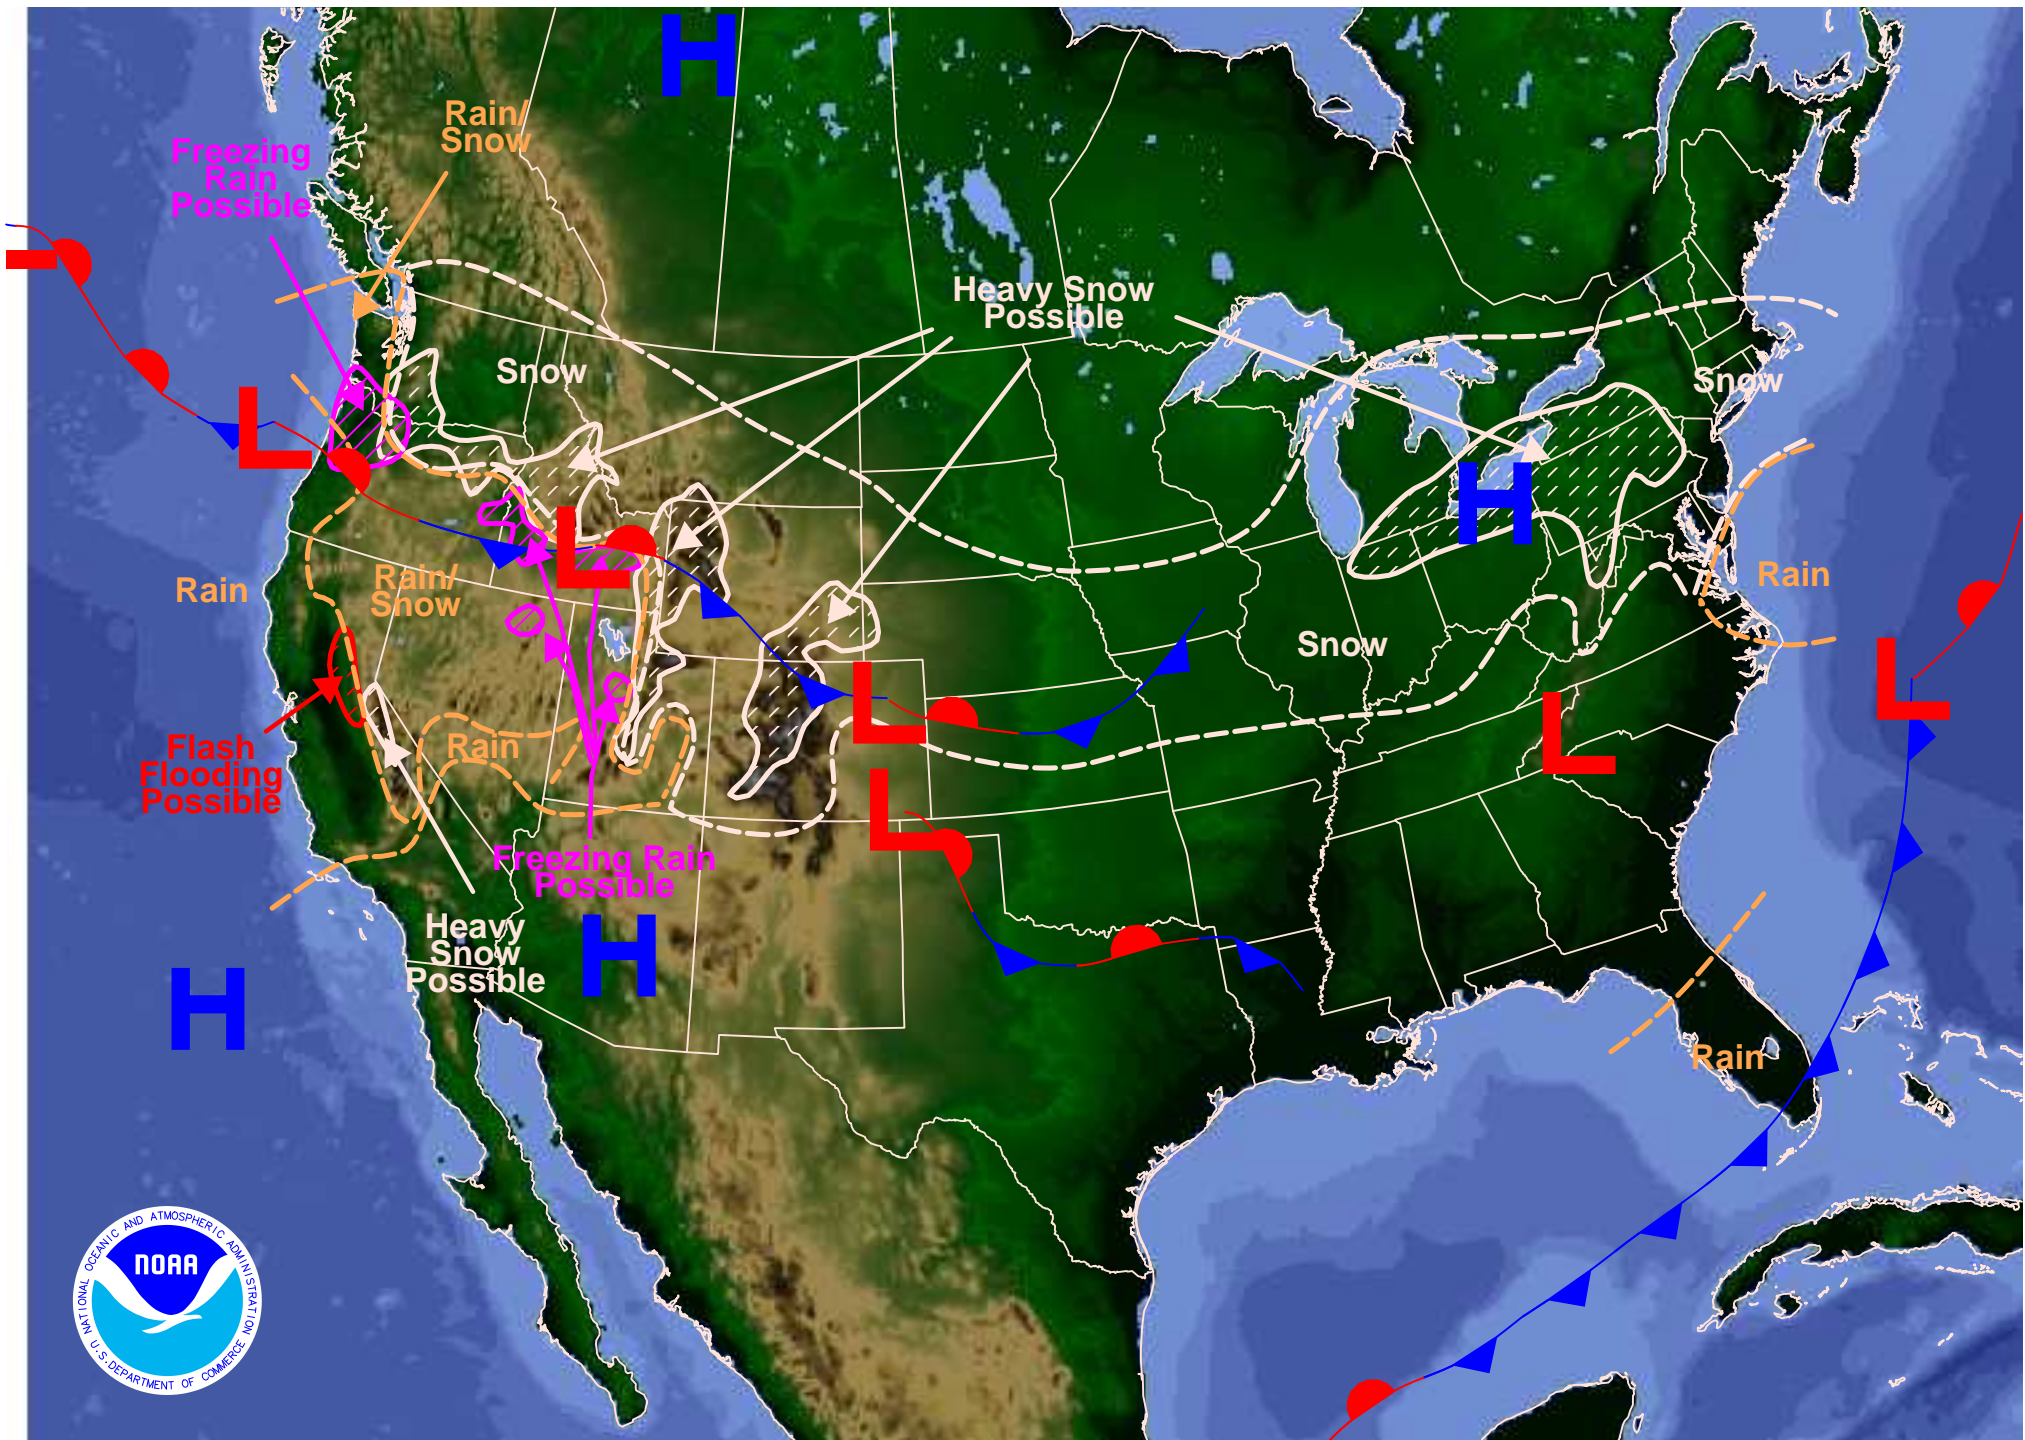 H
Rain/
Snow
Freezing
Rain
Possible
Heavy Snow
Possible
Snow
Snow
L
H
L
Rain
Rain/
Snow
Rain
Snow
L
L
L
Flash
Flooding
Possible
Rain
L
Freezing Rain
Possible
Heavy
Snow
Possible
H
H
Rain
NATIONAL OCEANIC AND ATMOSPHERIC ADMINISTRATION
NOAA
U.S. DEPARTMENT OF COMMERCE